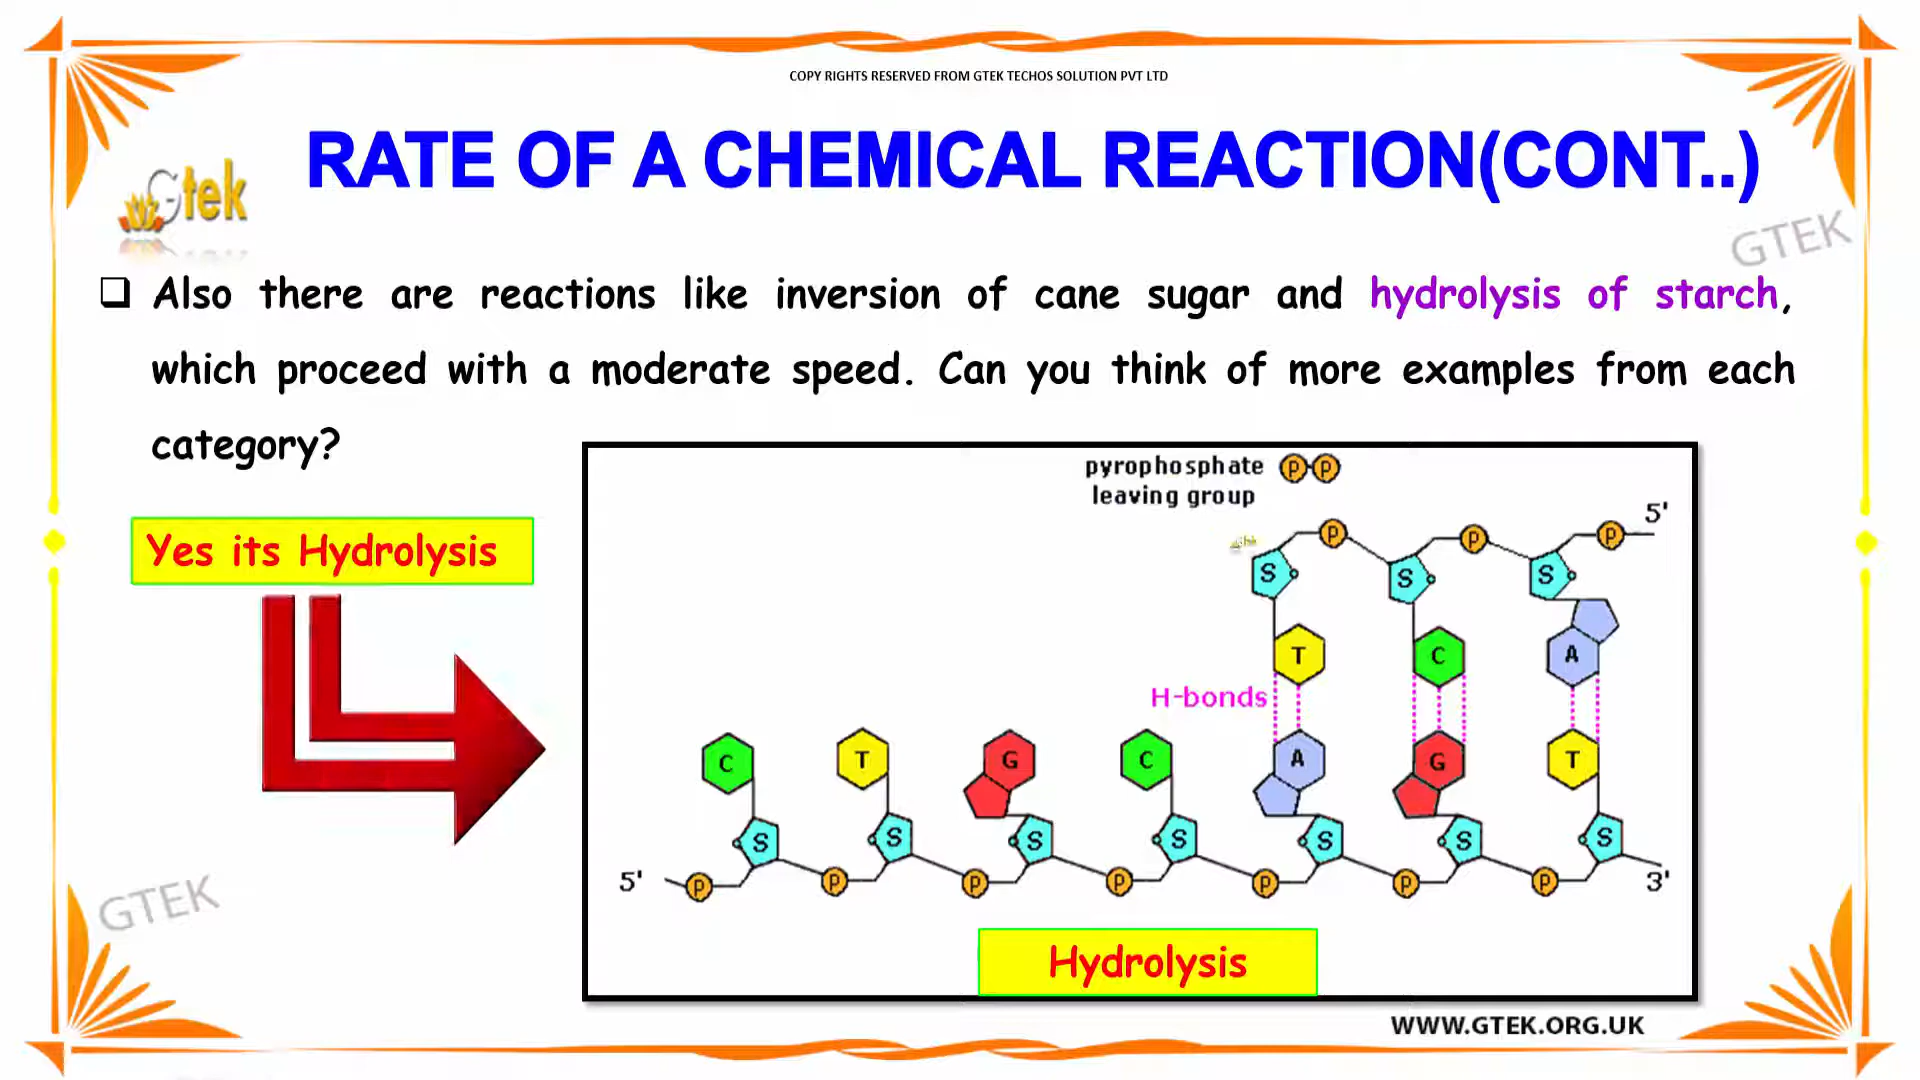 COPY RIGHTS RESERVED FROM GTEK TECHOS SOLUTION PVT LTD
RATE OF A CHEMICAL REACTION(CONT..)
Gtek
GTEK
Also there are reactions like inversion of cane sugar and hydrolysis of starch,
which proceed with a moderate speed. Can you think of more examples from each
category?
pyrophosphate P P
leaving group
5'
P P P
S S S
Yes its Hydrolysis
T C A
H-bonds
C T G C A G T
S S S S S S S
5' P P P P P P P 3'
GTEK
Hydrolysis
WWW.GTEK.ORG.UK